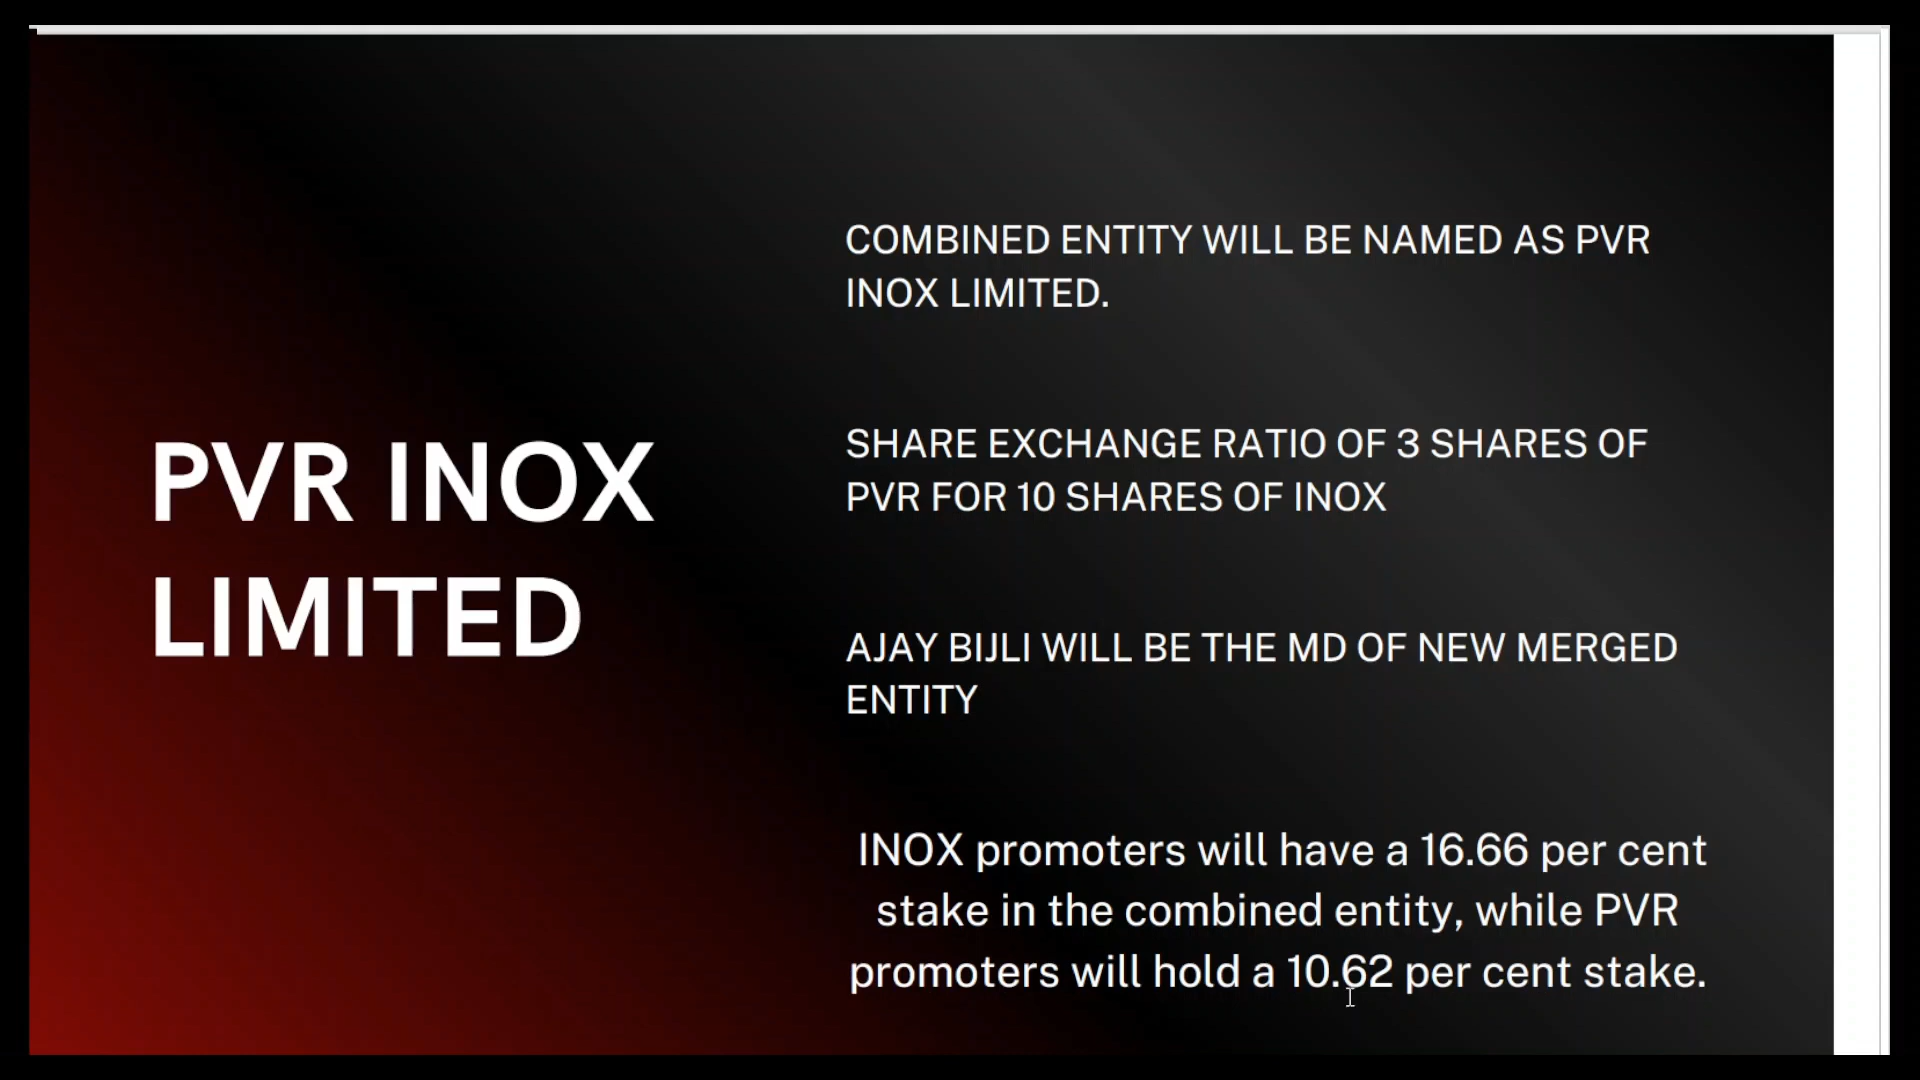 PVR INOX
LIMITED
COMBINED ENTITY WILL BE NAMED AS PVR
INOX LIMITED.
SHARE EXCHANGE RATIO OF 3 SHARES OF
PVR FOR 10 SHARES OF INOX
AJAY BIJLI WILL BE THE MD OF NEW MERGED
ENTITY
INOX promoters will have a 16.66 per cent
stake in the combined entity, while PVR
promoters will hold a 10.62 per cent stake.